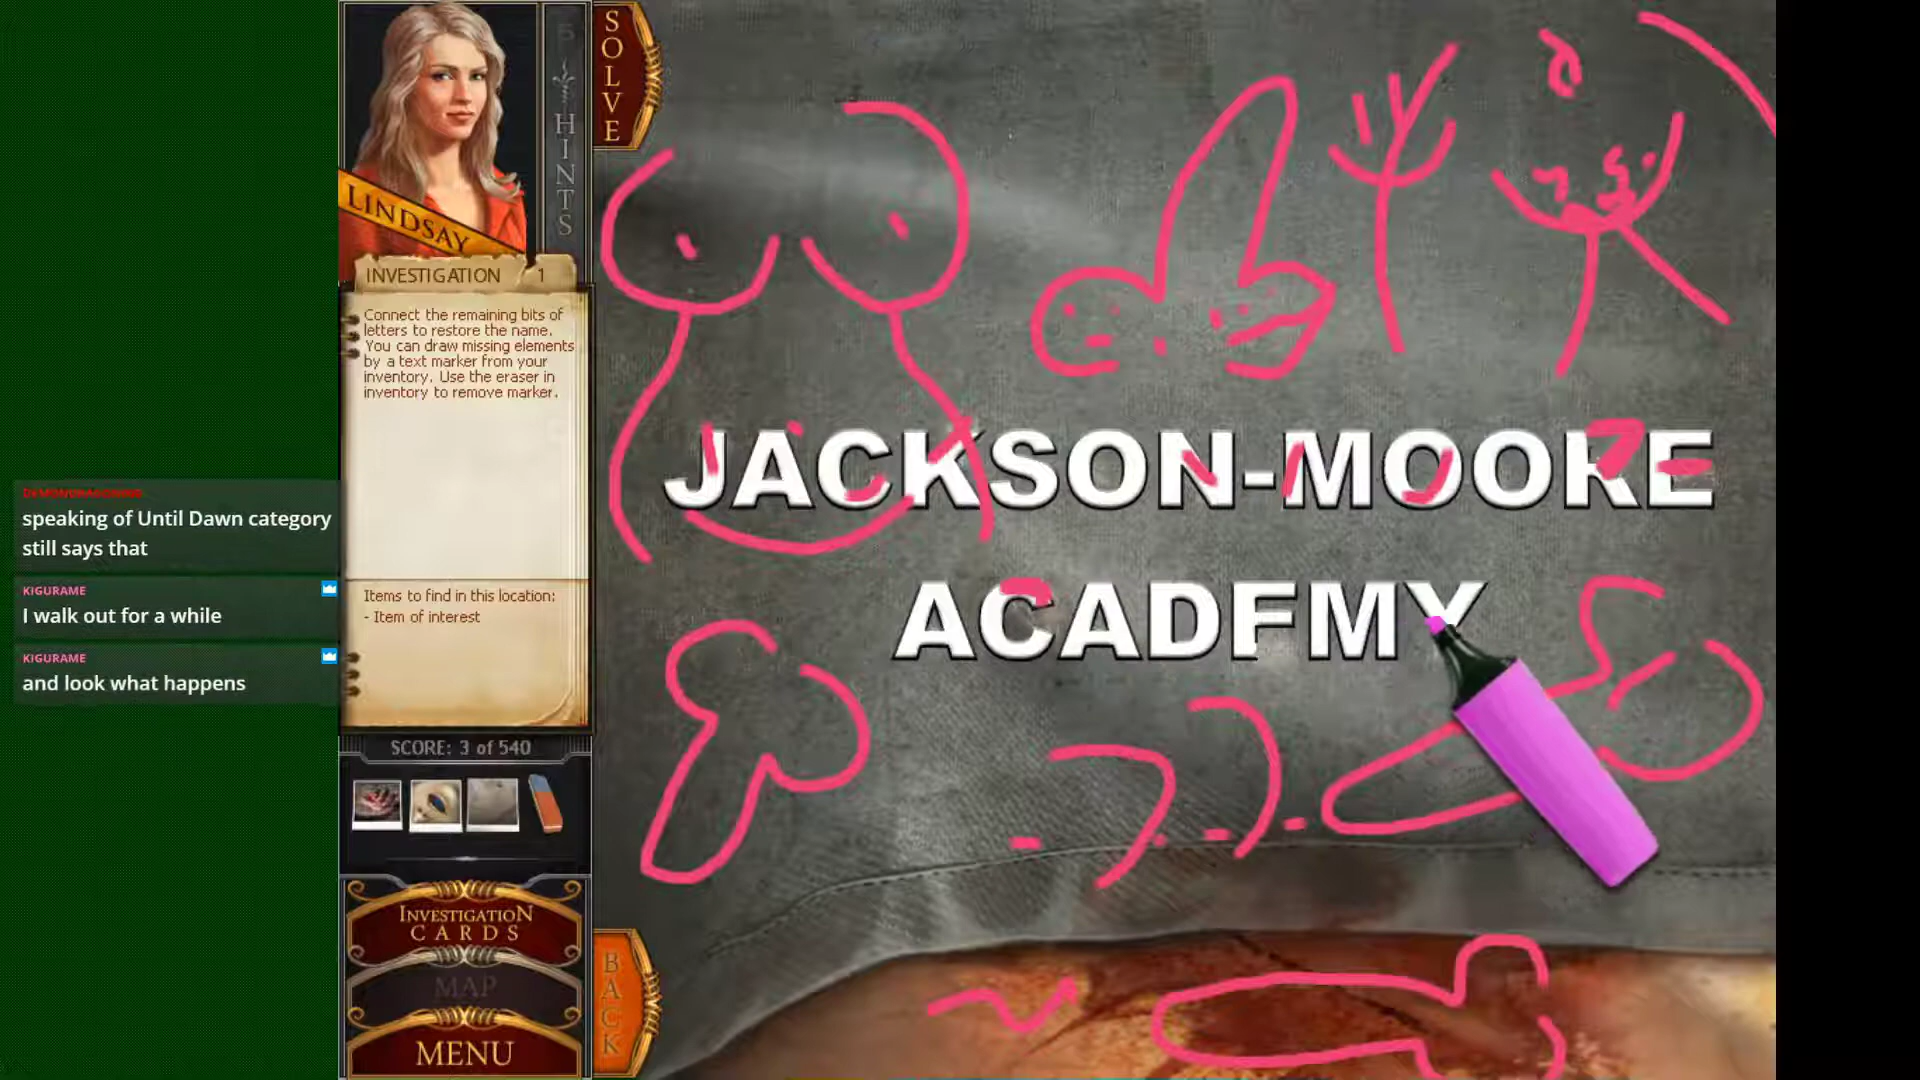 LINDSAY
HINTS
SOLVE
INVESTIGATION 1
Connect the remaining bits of
letters to restore the name.
You can draw missing elements
by a text marker from your
inventory. Use the eraser in
inventory to remove marker.
Items to find in this location:
- Item of interest
SCORE: 3 of 540
INVESTIGATION
CARDS
MAP
MENU
BACK
JACKSON-MOORE
ACADFMY
speaking of Until Dawn category
still says that
KIGURAME
I walk out for a while
KIGURAME
and look what happens